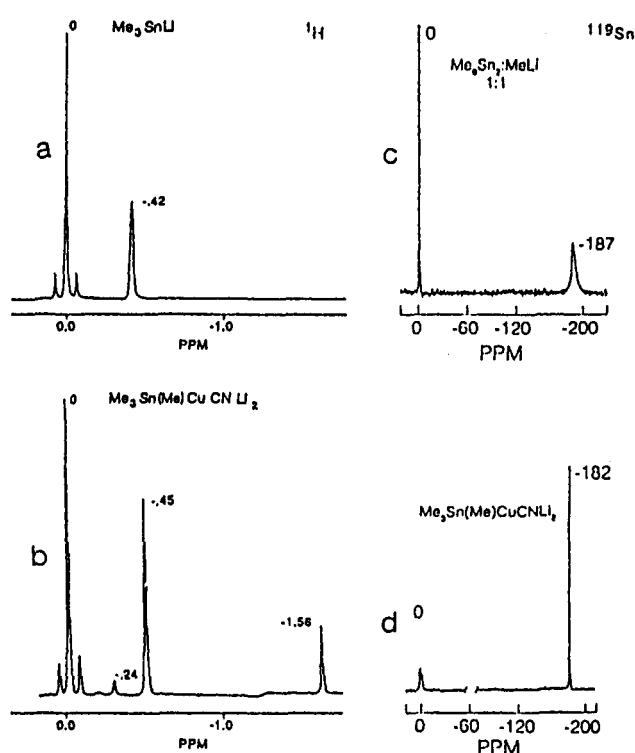 0
Me3SnLi
1H
a
-.42
0.0
-1.0
PPM
0
119Sn
Me6Sn2:MeLi
1:1
c
-187
0
-60
-120
-200
PPM
0
Me3Sn(Me)CuCNLi2
-.45
b
-.24
-1.56
0.0
-1.0
PPM
-182
Me3Sn(Me)CuCNLi2
d
0
0
-60
-120
-200
PPM